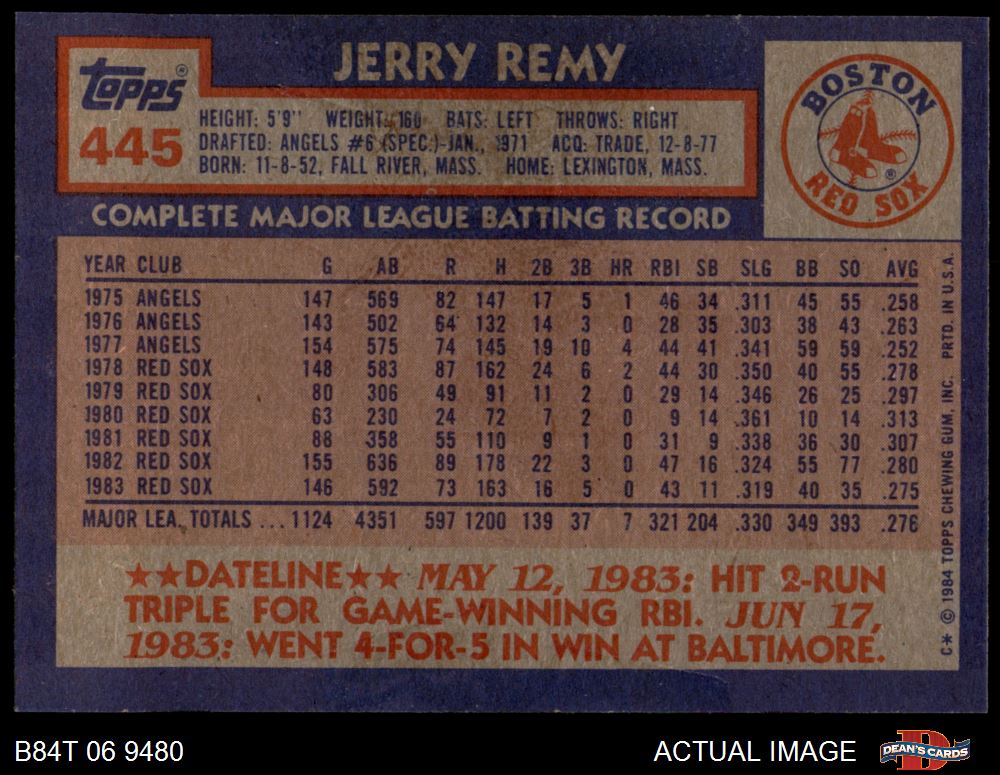 JERRY REMY
Topps®
445
HEIGHT: 5'9" WEIGHT: 160 BATS: LEFT THROWS: RIGHT
DRAFTED: ANGELS #6 (SPEC.)-JAN., 1971 ACQ: TRADE, 12-8-77
BORN: 11-8-52, FALL RIVER, MASS. HOME: LEXINGTON, MASS.
BOSTON
RED SOX
®
COMPLETE MAJOR LEAGUE BATTING RECORD
YEAR CLUB G AB R H 2B 3B HR RBI SB SLG BB SO AVG
1975 ANGELS 147 569 82 147 17 5 1 46 34 .311 45 55 .258
1976 ANGELS 143 502 64 132 14 3 0 28 35 .303 38 43 .263
1977 ANGELS 154 575 74 145 19 10 4 44 41 .341 59 59 .252
1978 RED SOX 148 583 87 162 24 6 2 44 30 .350 40 55 .278
1979 RED SOX 80 306 49 91 11 2 0 29 14 .346 26 25 .297
1980 RED SOX 63 230 24 72 7 2 0 9 14 .361 10 14 .313
1981 RED SOX 88 358 55 110 9 1 0 31 9 .338 36 30 .307
1982 RED SOX 155 636 89 178 22 3 0 47 16 .324 55 77 .280
1983 RED SOX 146 592 73 163 16 5 0 43 11 .319 40 35 .275
MAJOR LEA. TOTALS ... 1124 4351 597 1200 139 37 7 321 204 .330 349 393 .276
★★DATELINE★★ MAY 12, 1983: HIT 2-RUN
TRIPLE FOR GAME-WINNING RBI. JUN 17,
1983: WENT 4-FOR-5 IN WIN AT BALTIMORE.
C* © 1984 TOPPS CHEWING GUM, INC. PRTD. IN U.S.A.
B84T 06 9480
ACTUAL IMAGE
D
DEAN'S CARDS